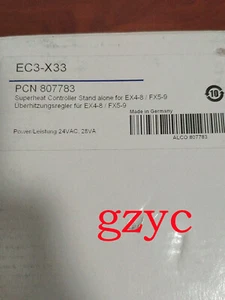 EC3-X33
PCN 807783
Superheat Controller Stand alone for EX4-8 / FX5-9
Überhitzungsregler für EX4-8 / FX5-9
10
Made in Germany
ALCO 807783
Power/Leistung 24VAC, 25VA
gzyc